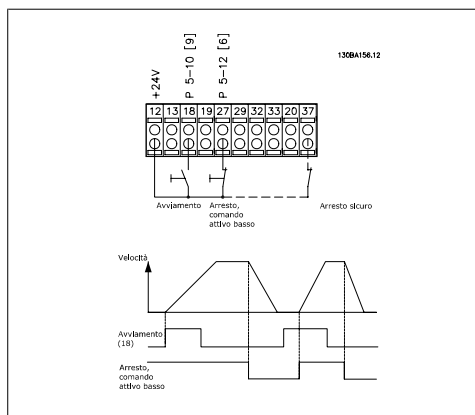 130BA156.12
+24V
P 5-10 [9]
P 5-12 [6]
12 13 18 19 27 29 32 33 20 37
Avviamento
Arresto,
comando
attivo basso
Arresto sicuro
Velocità
Avviamento
(18)
Arresto,
comando
attivo basso